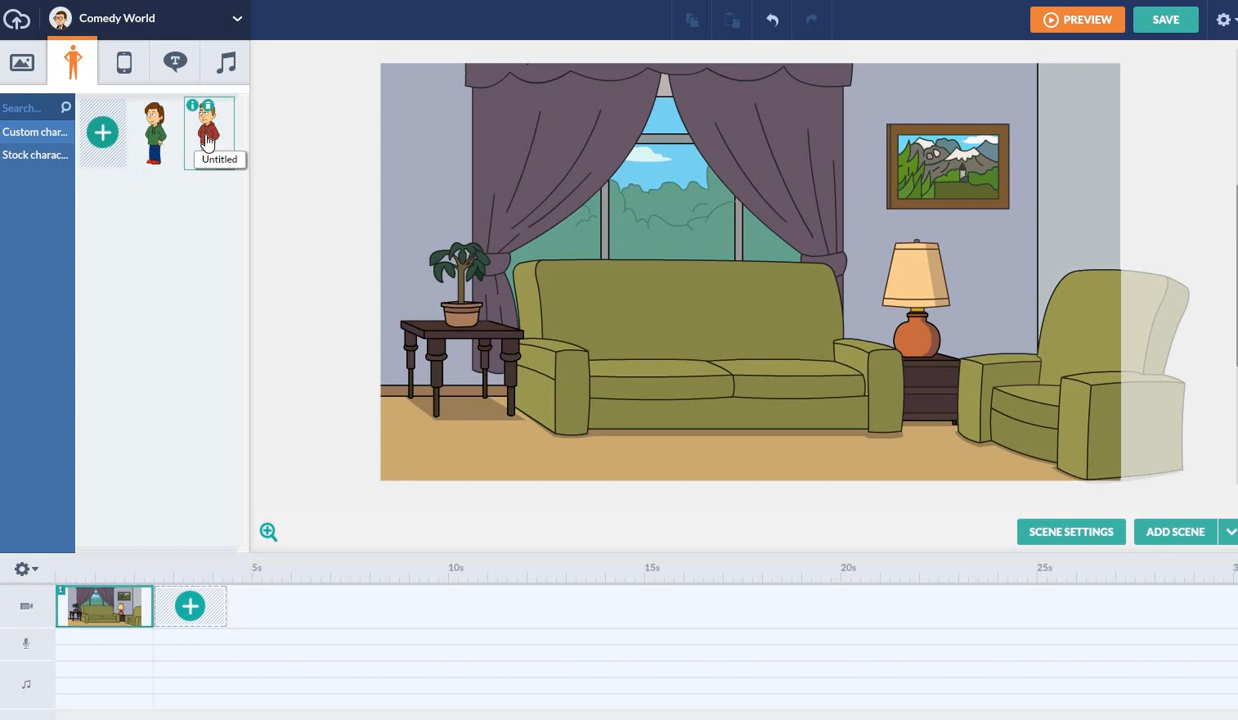 Comedy World
PREVIEW
SAVE
T
Search...
Custom char...
Stock charac...
Untitled
SCENE SETTINGS
ADD SCENE
5s
10s
15s
20s
25s
1